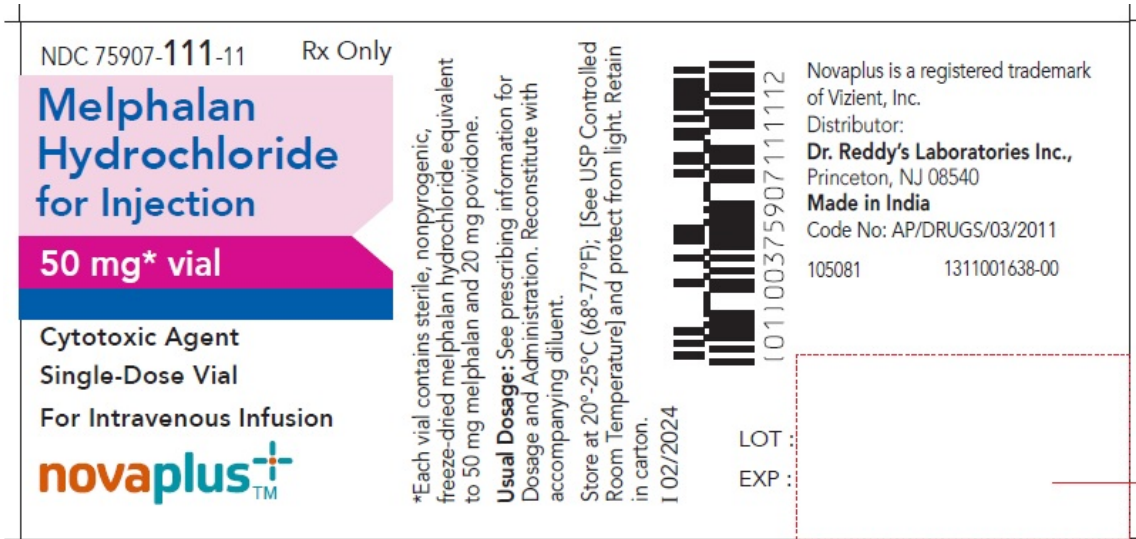 NDC 75907-111-11 Rx Only
Melphalan
Hydrochloride
for Injection
50 mg* vial
Cytotoxic Agent
Single-Dose Vial
For Intravenous Infusion
novaplus™
*Each vial contains sterile, nonpyrogenic,
freeze-dried melphalan hydrochloride equivalent
to 50 mg melphalan and 20 mg povidone.
Usual Dosage: See prescribing information for
Dosage and Administration. Reconstitute with
accompanying diluent.
Store at 20°-25°C (68°-77°F); [See USP Controlled
Room Temperature] and protect from light. Retain
in carton.
I 02/2024
(01)00375907111112
Novaplus is a registered trademark
of Vizient, Inc.
Distributor:
Dr. Reddy's Laboratories Inc.,
Princeton, NJ 08540
Made in India
Code No: AP/DRUGS/03/2011
105081 1311001638-00
LOT :
EXP :